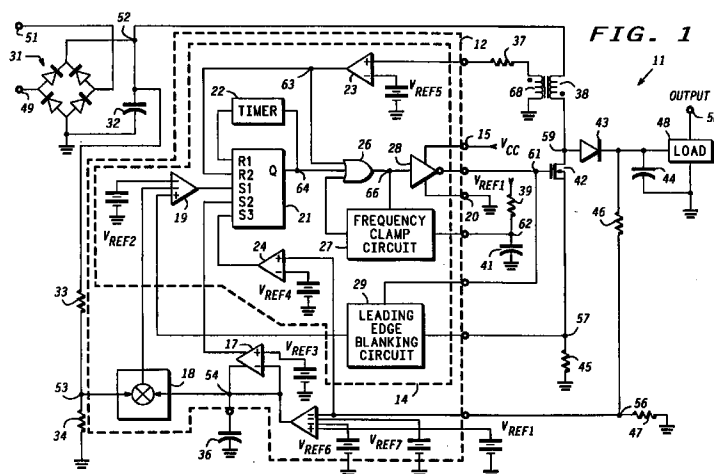 FIG. 1
52
51
31
49
32
12
37
11
OUTPUT
63
23
VREF5
68
38
22
TIMER
59
43
48
LOAD
R1
R2
S1
S2
S3
Q
64
21
26
28
15
VCC
61
42
44
66
VREF1
39
20
19
VREF2
24
VREF4
FREQUENCY
CLAMP
CIRCUIT
27
62
41
46
33
29
LEADING
EDGE
BLANKING
CIRCUIT
57
45
17
VREF3
18
53
54
14
34
36
VREF6
VREF7
VREF1
56
47